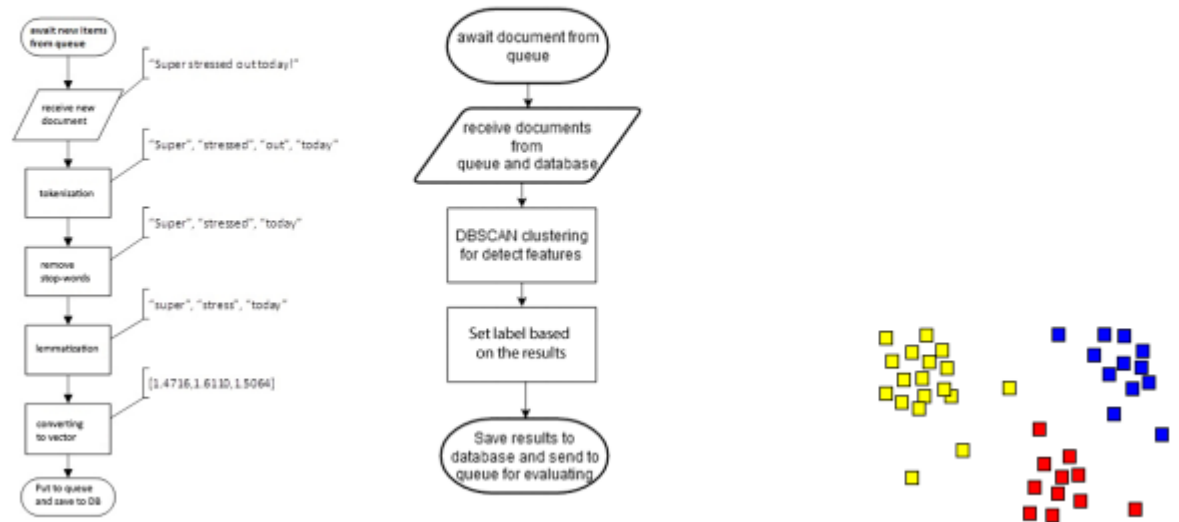 await new items
from queue
"Super stressed out today!"
receive new
document
"Super", "stressed", "out", "today"
tokenization
"Super", "stressed", "today"
remove
stop-words
"super", "stress", "today"
lemmatization
[1.4716,1.6110,1.5064]
converting
to vector
Put to queue
and save to DB
await document from
queue
receive documents
from
queue and database
DBSCAN clustering
for detect features
Set label based
on the results
Save results to
database and send to
queue for evaluating